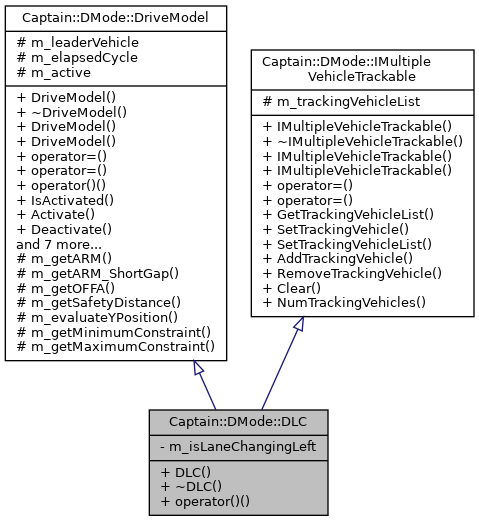 Captain::DMode::DriveModel
# m_leaderVehicle
# m_elapsedCycle
# m_active
+ DriveModel()
+ ~DriveModel()
+ DriveModel()
+ DriveModel()
+ operator=()
+ operator=()
+ operator()()
+ IsActivated()
+ Activate()
+ Deactivate()
and 7 more...
# m_getARM()
# m_getARM_ShortGap()
# m_getOFFA()
# m_getSafetyDistance()
# m_evaluateYPosition()
# m_getMinimumConstraint()
# m_getMaximumConstraint()
Captain::DMode::IMultiple
VehicleTrackable
# m_trackingVehicleList
+ IMultipleVehicleTrackable()
+ ~IMultipleVehicleTrackable()
+ IMultipleVehicleTrackable()
+ IMultipleVehicleTrackable()
+ operator=()
+ operator=()
+ GetTrackingVehicleList()
+ SetTrackingVehicle()
+ SetTrackingVehicleList()
+ AddTrackingVehicle()
+ RemoveTrackingVehicle()
+ Clear()
+ NumTrackingVehicles()
Captain::DMode::DLC
- m_isLaneChangingLeft
+ DLC()
+ ~DLC()
+ operator()()